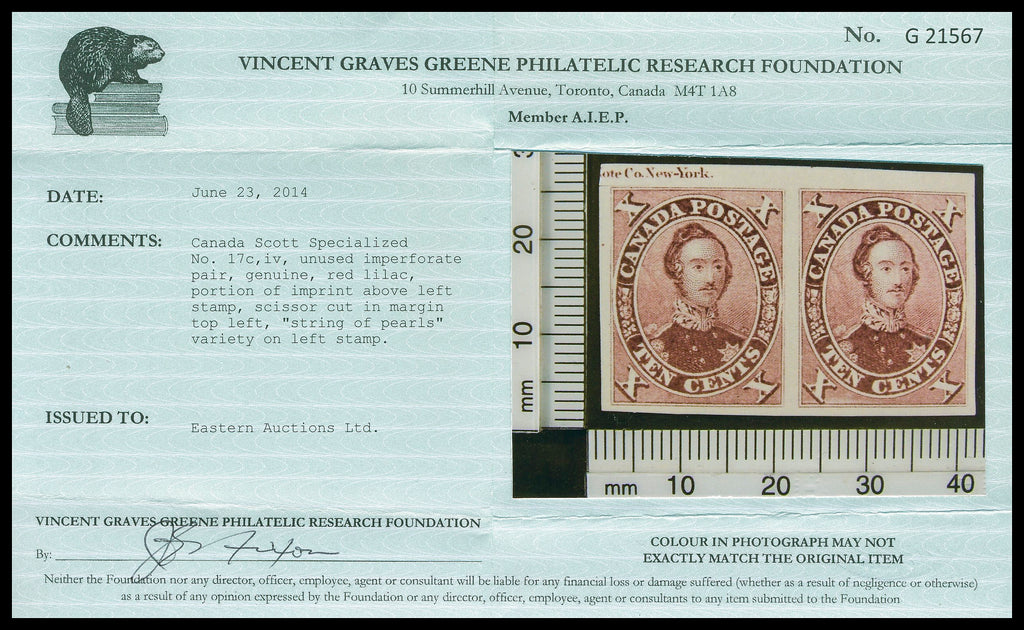 No. G 21567
VINCENT GRAVES GREENE PHILATELIC RESEARCH FOUNDATION
10 Summerhill Avenue, Toronto, Canada M4T 1A8
Member A.I.E.P.
DATE: June 23, 2014
COMMENTS: Canada Scott Specialized
No. 17c,iv, unused imperforate
pair, genuine, red lilac,
portion of imprint above left
stamp, scissor cut in margin
top left, "string of pearls"
variety on left stamp.
ISSUED TO: Eastern Auctions Ltd.
ote Co. New-York.
X X
CANADA POSTAGE
TEN CENTS
X X
X X
CANADA POSTAGE
TEN CENTS
X X
20
10
mm
mm 10 20 30 40
VINCENT GRAVES GREENE PHILATELIC RESEARCH FOUNDATION
By:
COLOUR IN PHOTOGRAPH MAY NOT
EXACTLY MATCH THE ORIGINAL ITEM
Neither the Foundation nor any director, officer, employee, agent or consultant will be liable for any financial loss or damage suffered (whether as a result of negligence or otherwise)
as a result of any opinion expressed by the Foundation or any director, officer, employee, agent or consultants to any item submitted to the Foundation